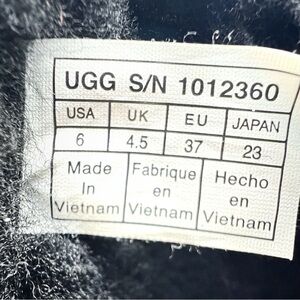 UGG S/N 1012360
USA UK EU JAPAN
6 4.5 37 23
Made Fabrique Hecho
In en en
Vietnam Vietnam Vietnam